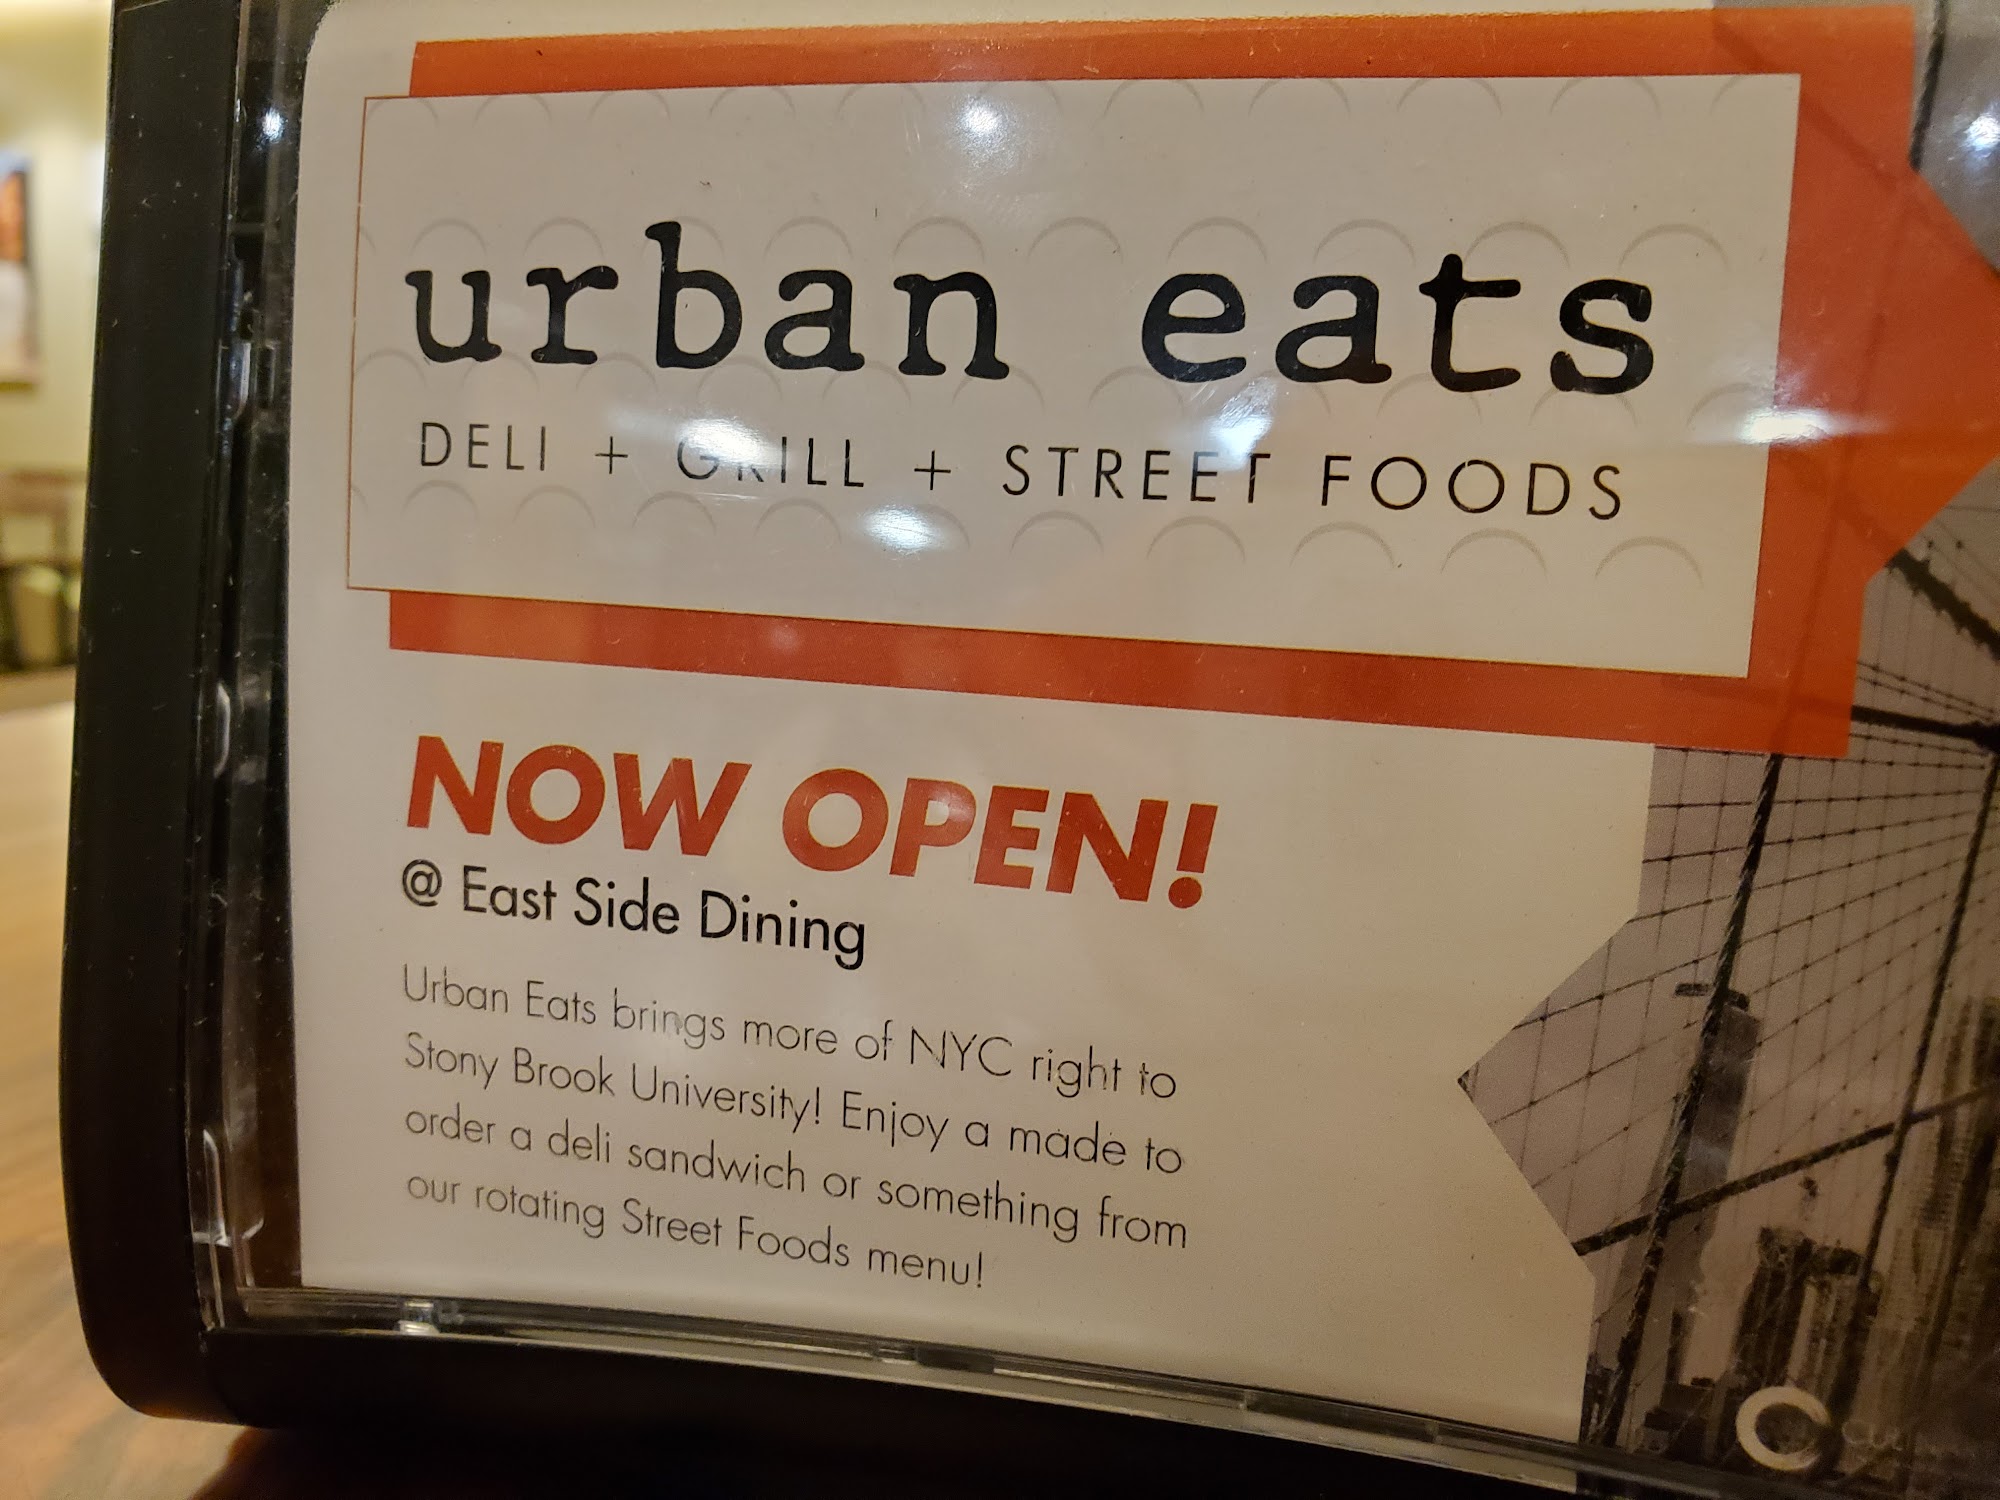 urban eats
DELI + GRILL + STREET FOODS
NOW OPEN!
@ East Side Dining
Urban Eats brings more of NYC right to
Stony Brook University! Enjoy a made to
order a deli sandwich or something from
our rotating Street Foods menu!